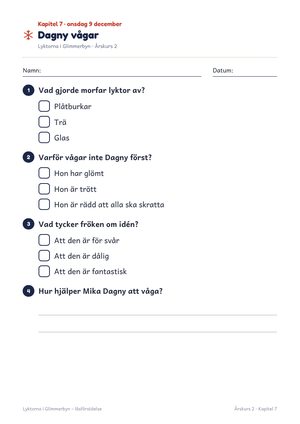 Kapitel 7 · onsdag 9 december
Dagny vågar
Lyktorna i Glimmerbyn · Årskurs 2
Namn:
Datum:
1 Vad gjorde morfar lyktor av?
Plåtburkar
Trä
Glas
2 Varför vågar inte Dagny först?
Hon har glömt
Hon är trött
Hon är rädd att alla ska skratta
3 Vad tycker fröken om idén?
Att den är för svår
Att den är dålig
Att den är fantastisk
4 Hur hjälper Mika Dagny att våga?
Lyktorna i Glimmerbyn – läsförståelse
Årskurs 2 · Kapitel 7